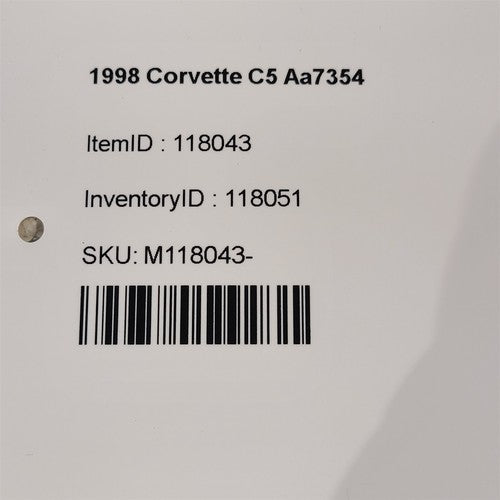 1998 Corvette C5 Aa7354
ItemID : 118043
InventoryID : 118051
SKU: M118043-